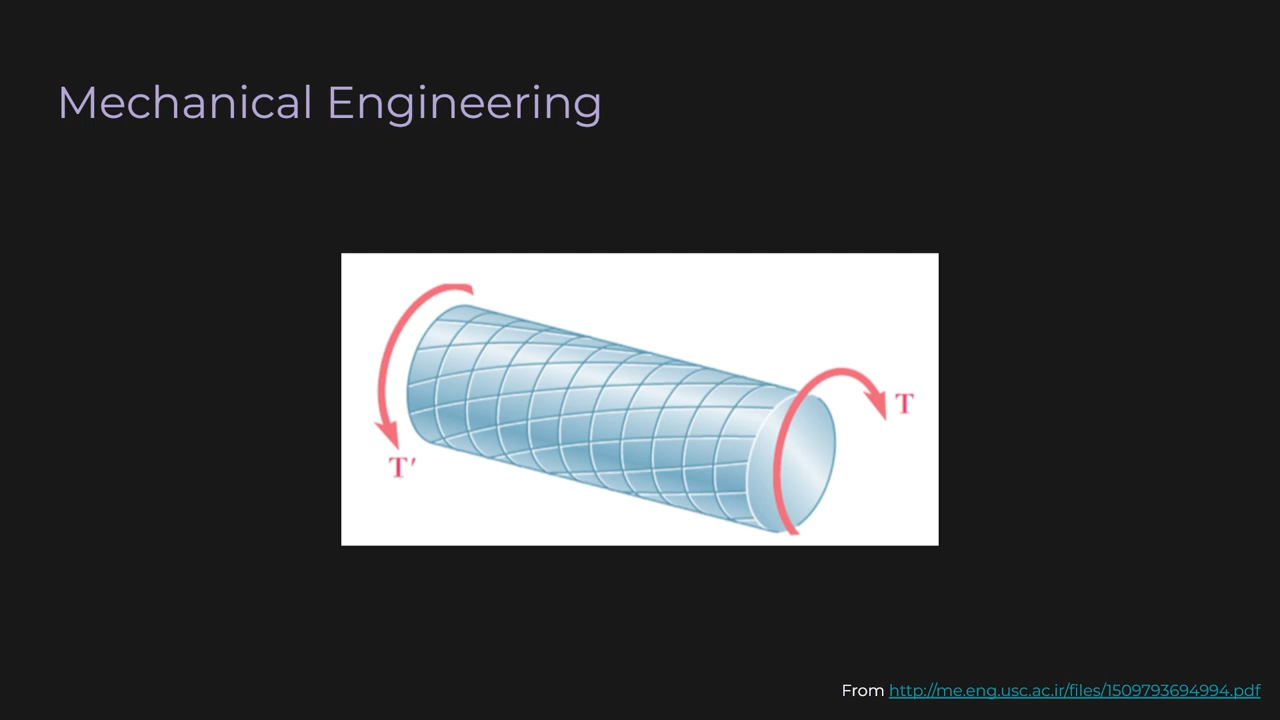 Mechanical Engineering
T
T′
From http://me.eng.usc.ac.ir/files/1509793694994.pdf